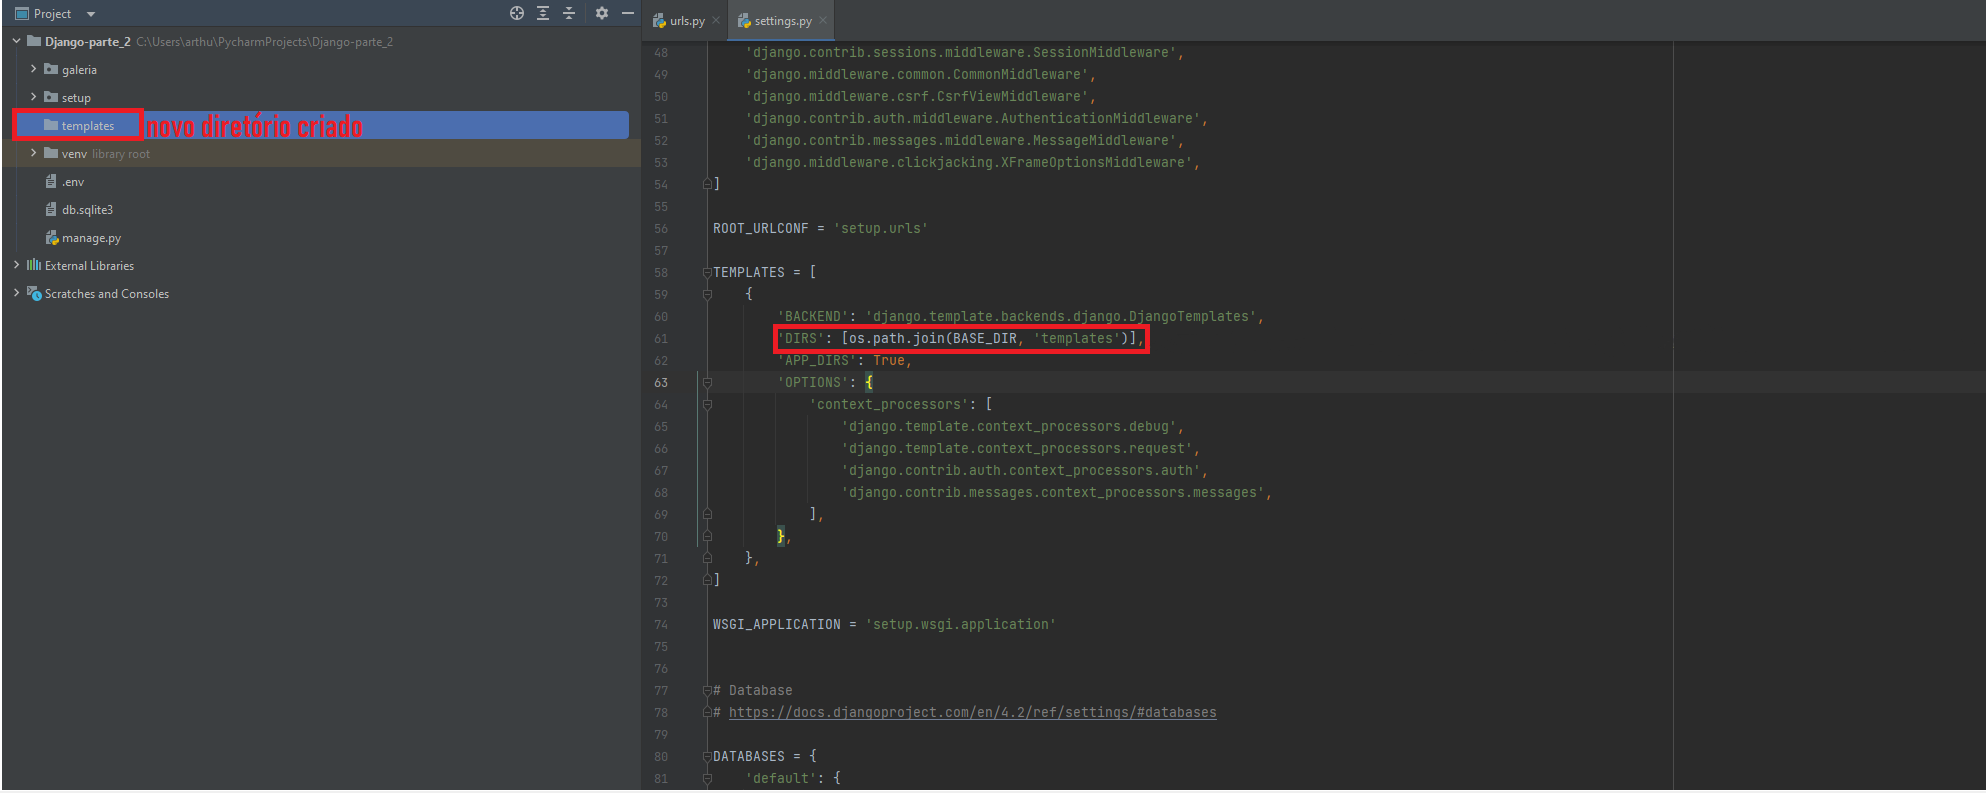 Project
Django-parte_2 C:\Users\arthu\PycharmProjects\Django-parte_2
galeria
setup
templates novo diretório criado
venv library root
.env
db.sqlite3
manage.py
External Libraries
Scratches and Consoles
urls.py settings.py
48 'django.contrib.sessions.middleware.SessionMiddleware',
49 'django.middleware.common.CommonMiddleware',
50 'django.middleware.csrf.CsrfViewMiddleware',
51 'django.contrib.auth.middleware.AuthenticationMiddleware',
52 'django.contrib.messages.middleware.MessageMiddleware',
53 'django.middleware.clickjacking.XFrameOptionsMiddleware',
54 ]
55
56 ROOT_URLCONF = 'setup.urls'
57
58 TEMPLATES = [
59 {
60 'BACKEND': 'django.template.backends.django.DjangoTemplates',
61 'DIRS': [os.path.join(BASE_DIR, 'templates')],
62 'APP_DIRS': True,
63 'OPTIONS': {
64 'context_processors': [
65 'django.template.context_processors.debug',
66 'django.template.context_processors.request',
67 'django.contrib.auth.context_processors.auth',
68 'django.contrib.messages.context_processors.messages',
69 ],
70 },
71 },
72 ]
73
74 WSGI_APPLICATION = 'setup.wsgi.application'
75
76
77 # Database
78 # https://docs.djangoproject.com/en/4.2/ref/settings/#databases
79
80 DATABASES = {
81 'default': {